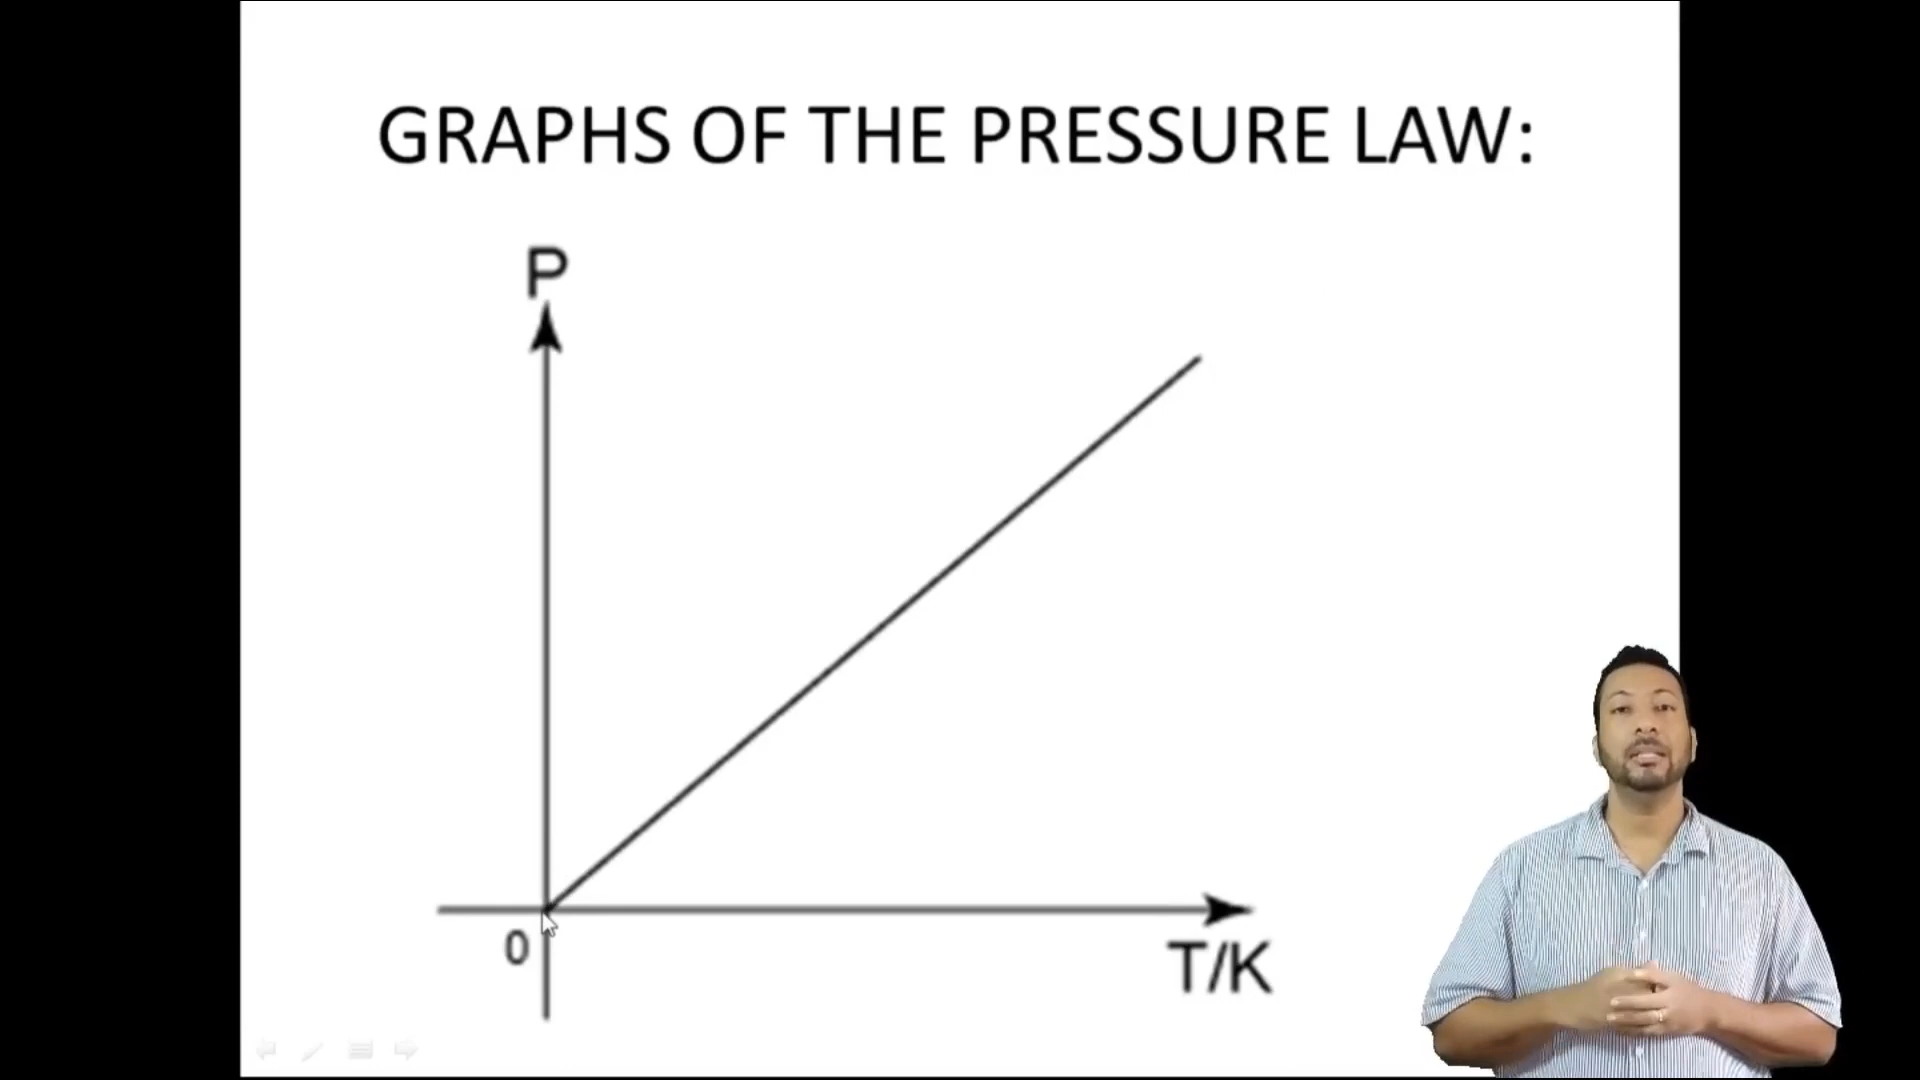 GRAPHS OF THE PRESSURE LAW:
P
0
T/K